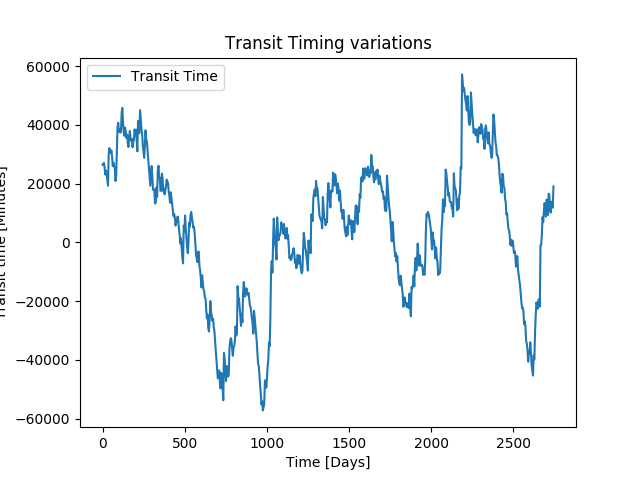 Transit Timing variations
Transit Time
60000
40000
20000
0
−20000
−40000
−60000
Transit time [Minutes]
0 500 1000 1500 2000 2500
Time [Days]